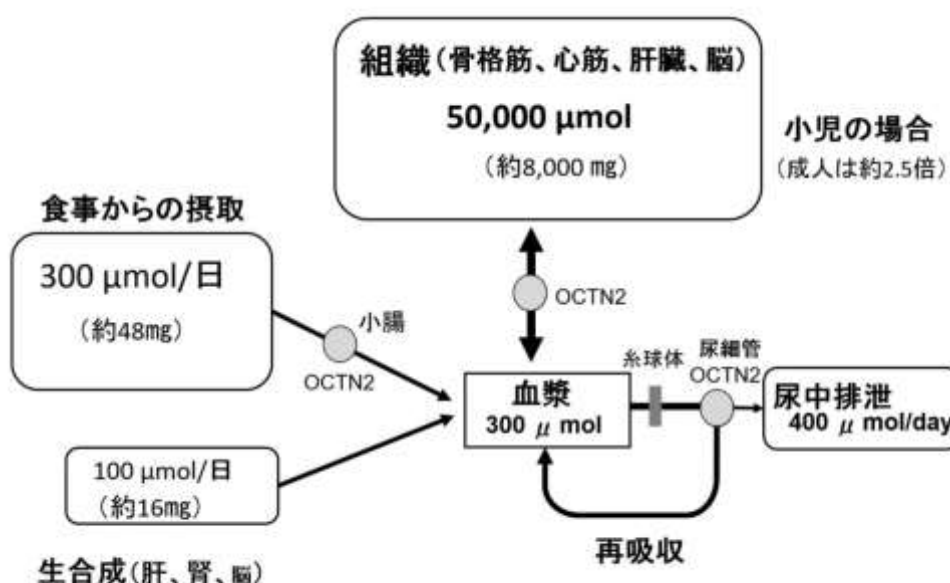 組織(骨格筋、心筋、肝臓、脳)
50,000 μmol
(約8,000 ㎎)
小児の場合
(成人は約2.5倍)
食事からの摂取
300 μmol/日
(約48㎎)
小腸
OCTN2
OCTN2
糸球体
尿細管
OCTN2
血漿
300 μ mol
尿中排泄
400 μ mol/day
100 μmol/日
(約16㎎)
再吸収
生合成(肝、腎、脳)